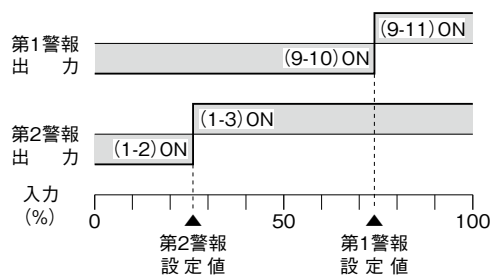 第1警報
出 力
(9-11)ON
(9-10)ON
第2警報
出 力
(1-3)ON
(1-2)ON
入力
(%)
0 50 100
第2警報
設定値
第1警報
設定値